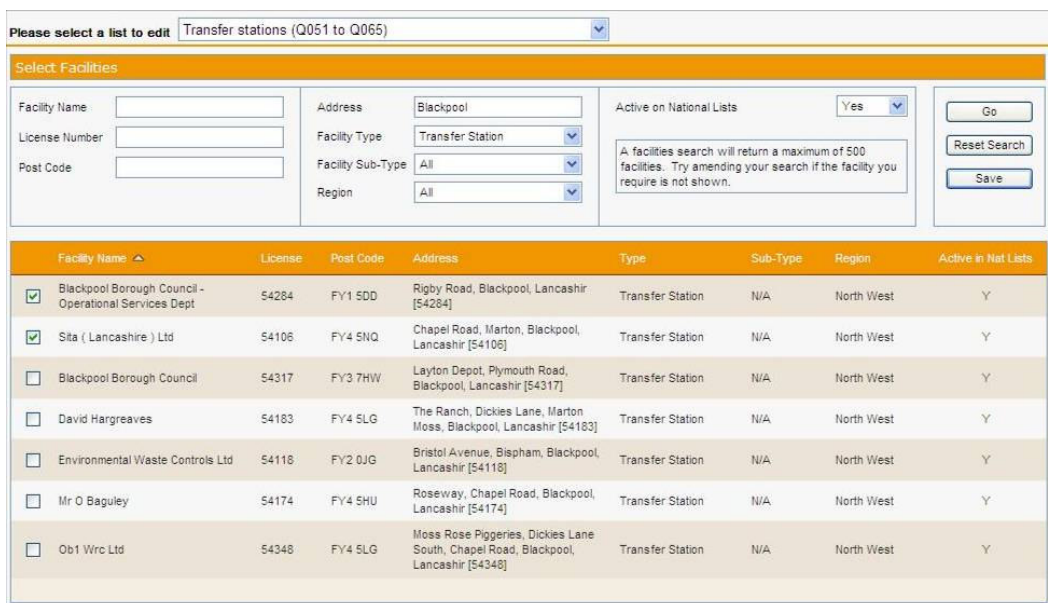 Please select a list to edit Transfer stations (Q051 to Q065)
Select Facilities
Facility Name
License Number
Post Code
Address Blackpool
Facility Type Transfer Station
Facility Sub-Type All
Region All
Active on National Lists Yes
A facilities search will return a maximum of 500
facilities. Try amending your search if the facility you
require is not shown.
Go
Reset Search
Save
Facility Name License Post Code Address Type Sub-Type Region Active in Nat Lists
Blackpool Borough Council -
Operational Services Dept
54284 FY1 5DD
Rigby Road, Blackpool, Lancashir
[54284]
Transfer Station N/A North West Y
Sita ( Lancashire ) Ltd 54106 FY4 5NQ
Chapel Road, Marton, Blackpool,
Lancashir [54106]
Transfer Station N/A North West Y
Blackpool Borough Council 54317 FY3 7HW
Layton Depot, Plymouth Road,
Blackpool, Lancashir [54317]
Transfer Station N/A North West Y
David Hargreaves 54183 FY4 5LG
The Ranch, Dickies Lane, Marton
Moss, Blackpool, Lancashir [54183]
Transfer Station N/A North West Y
Environmental Waste Controls Ltd 54118 FY2 0JG
Bristol Avenue, Bispham, Blackpool,
Lancashir [54118]
Transfer Station N/A North West Y
Mr O Baguley 54174 FY4 5HU
Roseway, Chapel Road, Blackpool,
Lancashir [54174]
Transfer Station N/A North West Y
Ob1 Wrc Ltd 54348 FY4 5LG
Moss Rose Piggeries, Dickies Lane
South, Chapel Road, Blackpool,
Lancashir [54348]
Transfer Station N/A North West Y